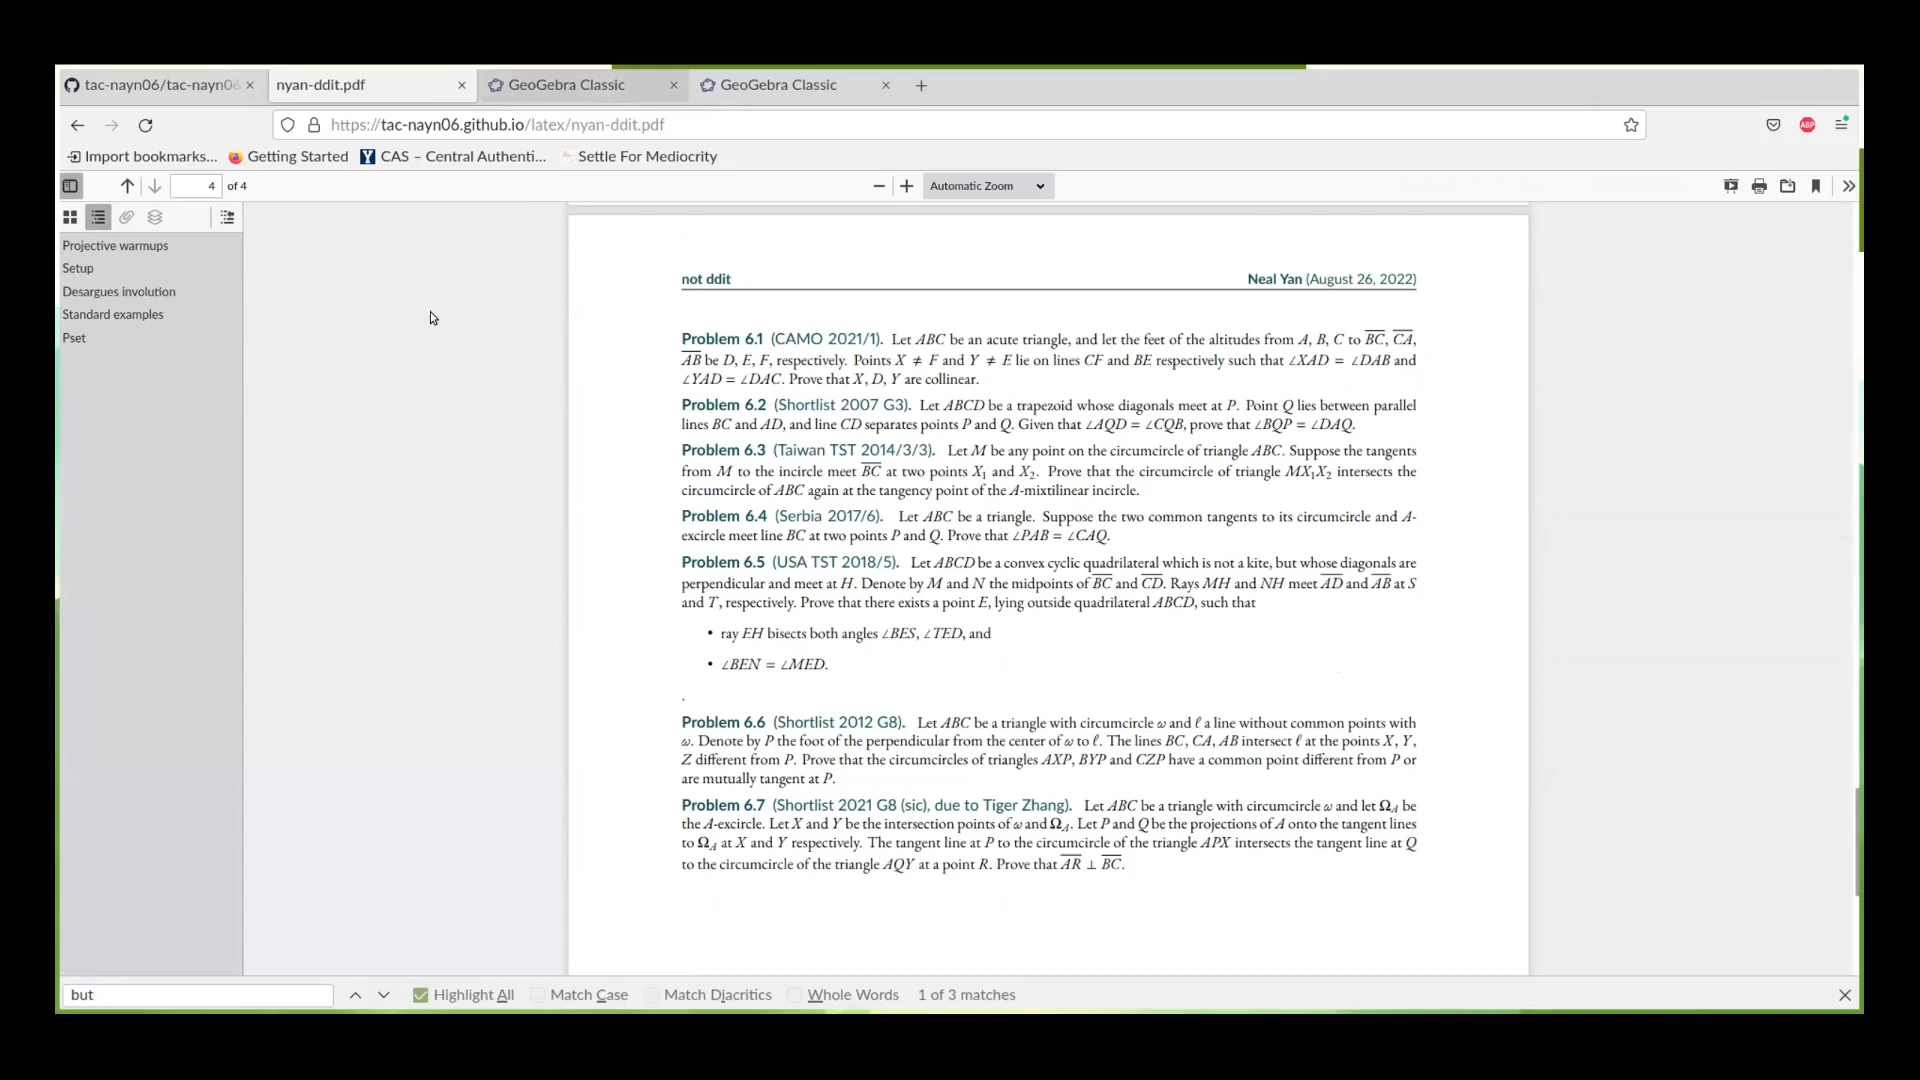 tac-nayn06/tac-nayn06
nyan-ddit.pdf
GeoGebra Classic
GeoGebra Classic
https://tac-nayn06.github.io/latex/nyan-ddit.pdf
ABP
Import bookmarks... Getting Started CAS – Central Authenti... Settle For Mediocrity
4 of 4
Automatic Zoom
Projective warmups
Setup
Desargues involution
Standard examples
Pset
not ddit Neal Yan (August 26, 2022)
Problem 6.1 (CAMO 2021/1). Let ABC be an acute triangle, and let the feet of the altitudes from A, B, C to B̅C̅, C̅A̅,
A̅B̅ be D, E, F, respectively. Points X ≠ F and Y ≠ E lie on lines CF and BE respectively such that ∠XAD = ∠DAB and
∠YAD = ∠DAC. Prove that X, D, Y are collinear.
Problem 6.2 (Shortlist 2007 G3). Let ABCD be a trapezoid whose diagonals meet at P. Point Q lies between parallel
lines BC and AD, and line CD separates points P and Q. Given that ∠AQD = ∠CQB, prove that ∠BQP = ∠DAQ.
Problem 6.3 (Taiwan TST 2014/3/3). Let M be any point on the circumcircle of triangle ABC. Suppose the tangents
from M to the incircle meet B̅C̅ at two points X₁ and X₂. Prove that the circumcircle of triangle MX₁X₂ intersects the
circumcircle of ABC again at the tangency point of the A-mixtilinear incircle.
Problem 6.4 (Serbia 2017/6). Let ABC be a triangle. Suppose the two common tangents to its circumcircle and A-
excircle meet line BC at two points P and Q. Prove that ∠PAB = ∠CAQ.
Problem 6.5 (USA TST 2018/5). Let ABCD be a convex cyclic quadrilateral which is not a kite, but whose diagonals are
perpendicular and meet at H. Denote by M and N the midpoints of B̅C̅ and C̅D̅. Rays MH and NH meet A̅D̅ and A̅B̅ at S
and T, respectively. Prove that there exists a point E, lying outside quadrilateral ABCD, such that
• ray EH bisects both angles ∠BES, ∠TED, and
• ∠BEN = ∠MED.
.
Problem 6.6 (Shortlist 2012 G8). Let ABC be a triangle with circumcircle ω and ℓ a line without common points with
ω. Denote by P the foot of the perpendicular from the center of ω to ℓ. The lines BC, CA, AB intersect ℓ at the points X, Y,
Z different from P. Prove that the circumcircles of triangles AXP, BYP and CZP have a common point different from P or
are mutually tangent at P.
Problem 6.7 (Shortlist 2021 G8 (sic), due to Tiger Zhang). Let ABC be a triangle with circumcircle ω and let Ω_A be
the A-excircle. Let X and Y be the intersection points of ω and Ω_A. Let P and Q be the projections of A onto the tangent lines
to Ω_A at X and Y respectively. The tangent line at P to the circumcircle of the triangle APX intersects the tangent line at Q
to the circumcircle of the triangle AQY at a point R. Prove that A̅R̅ ⊥ B̅C̅.
but Highlight All Match Case Match Diacritics Whole Words 1 of 3 matches